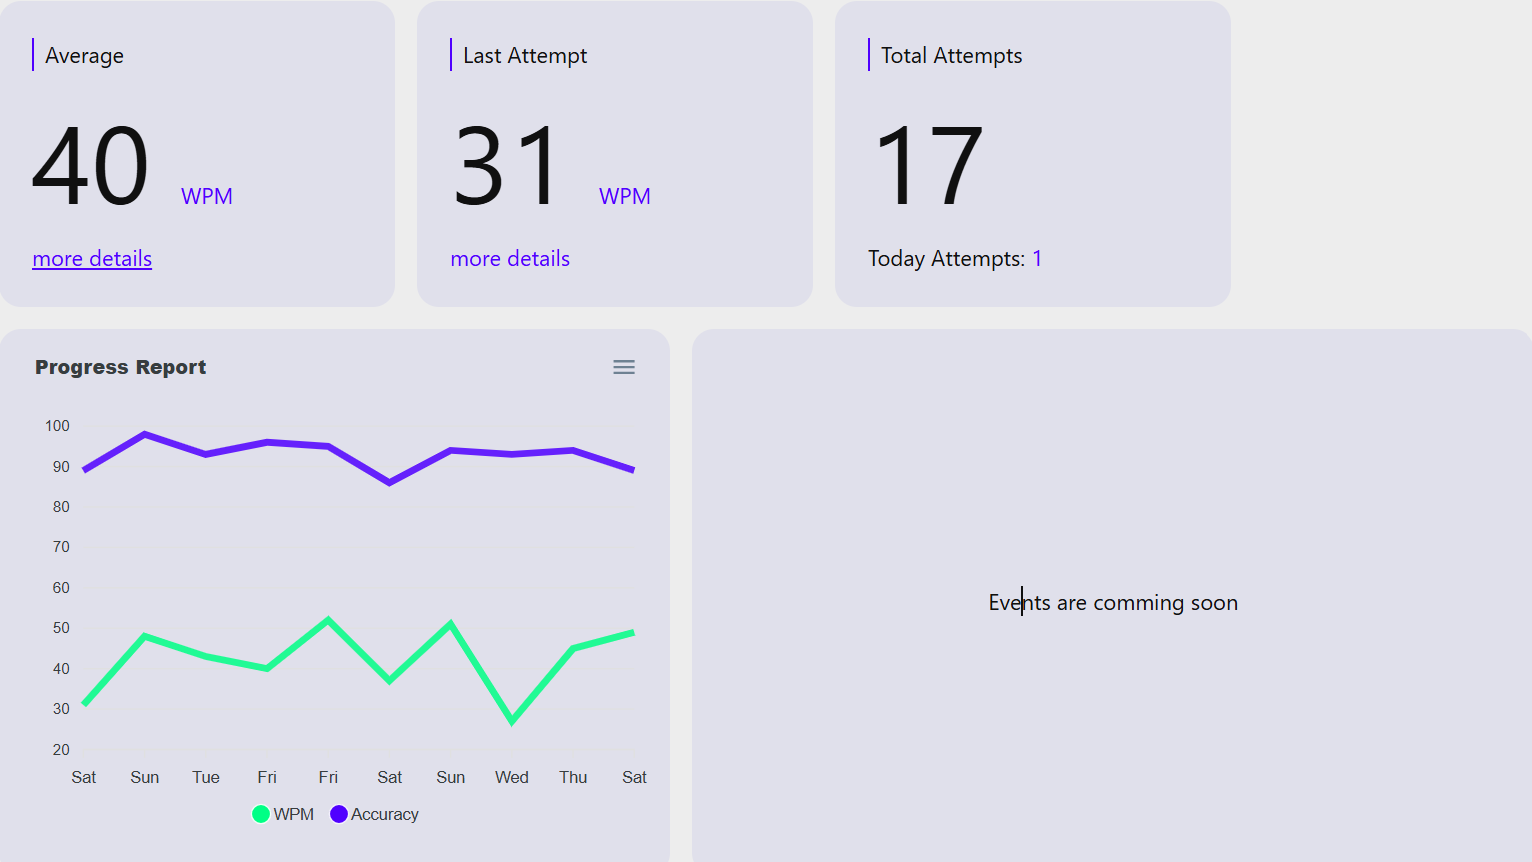 Average
40 WPM
more details
Last Attempt
31 WPM
more details
Total Attempts
17
Today Attempts: 1
Progress Report
100
90
80
70
60
50
40
30
20
Sat Sun Tue Fri Fri Sat Sun Wed Thu Sat
WPM Accuracy
Events are comming soon